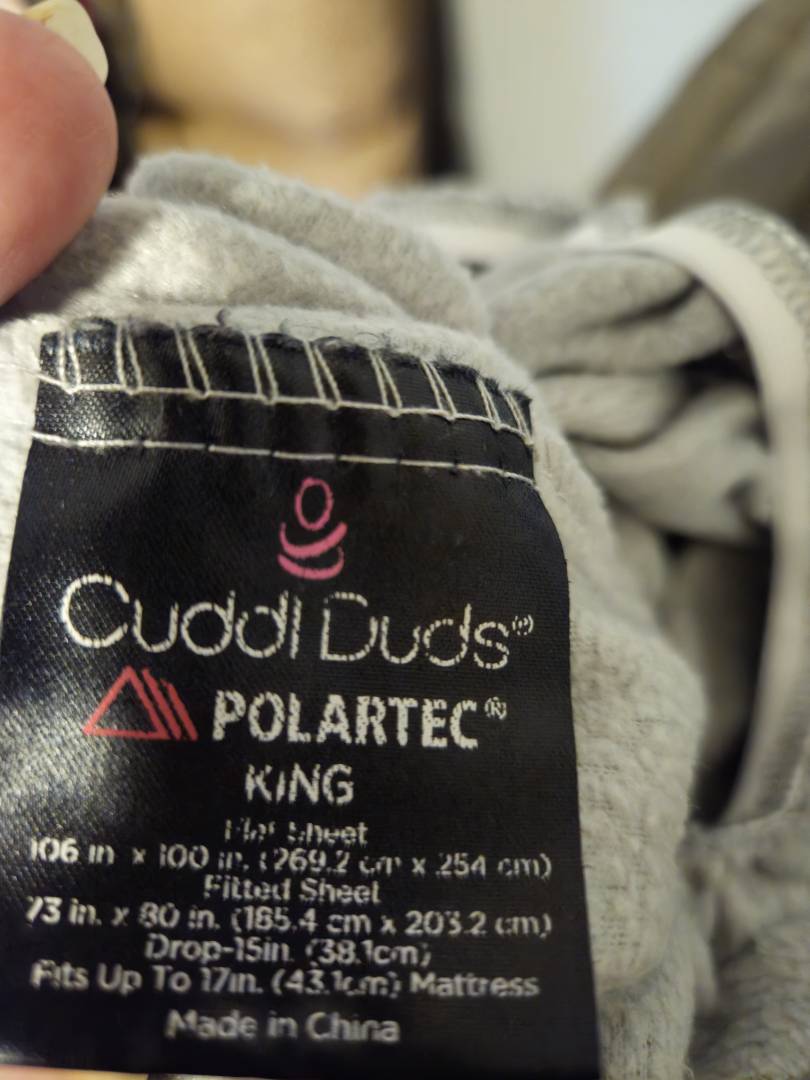 Cuddl Duds®
POLARTEC®
KING
Flat Sheet
106 in x 100 in. (269.2 cm x 254 cm)
Fitted Sheet
73 in. x 80 in. (185.4 cm x 203.2 cm)
Drop-15in. (38.1cm)
Fits Up To 17in. (43.1cm) Mattress
Made in China